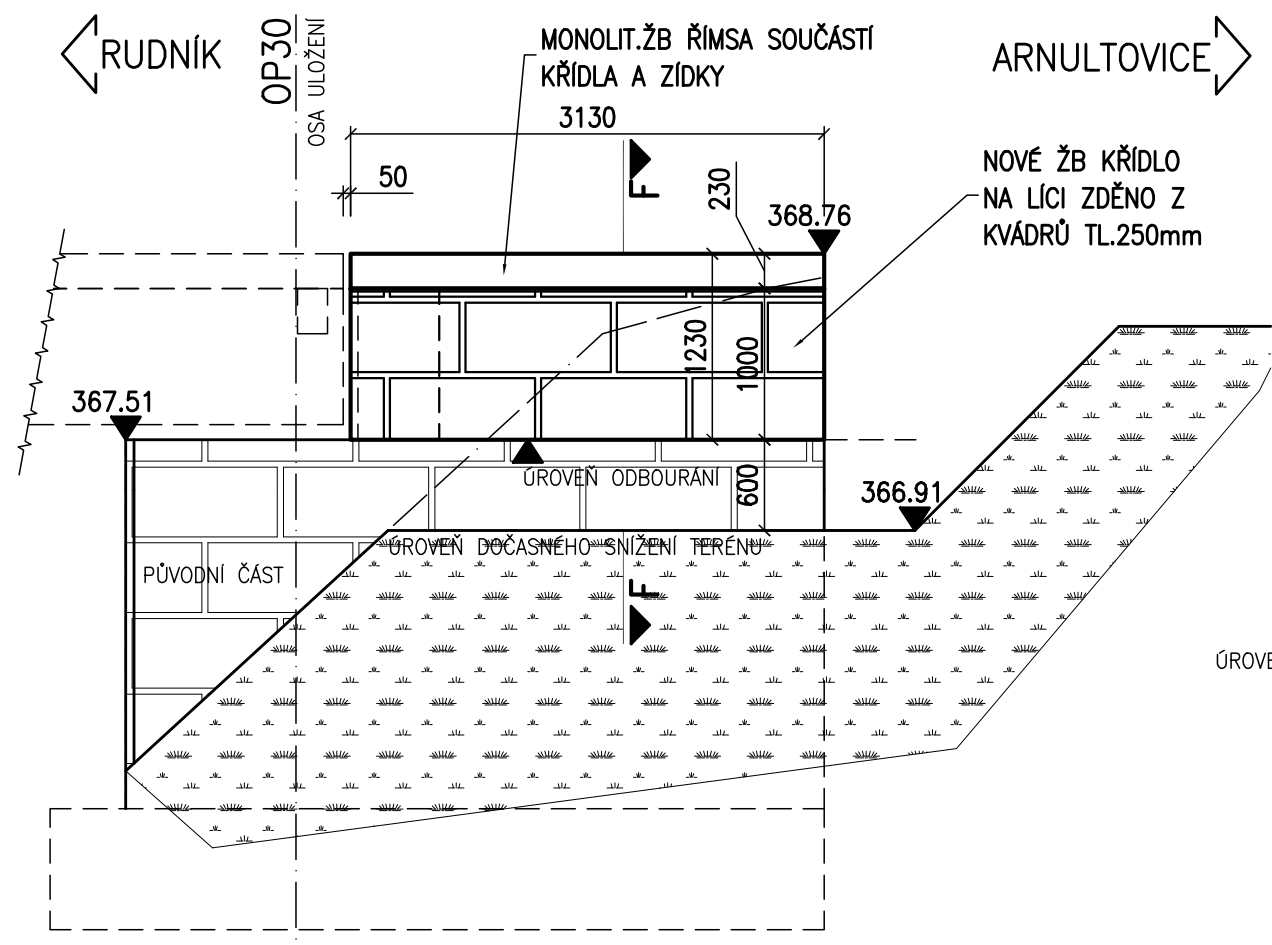 RUDNÍK
OP30
OSA ULOŽENÍ
MONOLIT.ŽB ŘÍMSA SOUČÁSTÍ
KŘÍDLA A ZÍDKY
ARNULTOVICE
3130
50
F
230
368.76
NOVÉ ŽB KŘÍDLO
NA LÍCI ZDĚNO Z
KVÁDRŮ TL.250mm
1230
1000
367.51
ÚROVEŇ ODBOURÁNÍ
600
366.91
ÚROVEŇ DOČASNÉHO SNÍŽENÍ TERÉNU
PŮVODNÍ ČÁST
F
ÚROVE